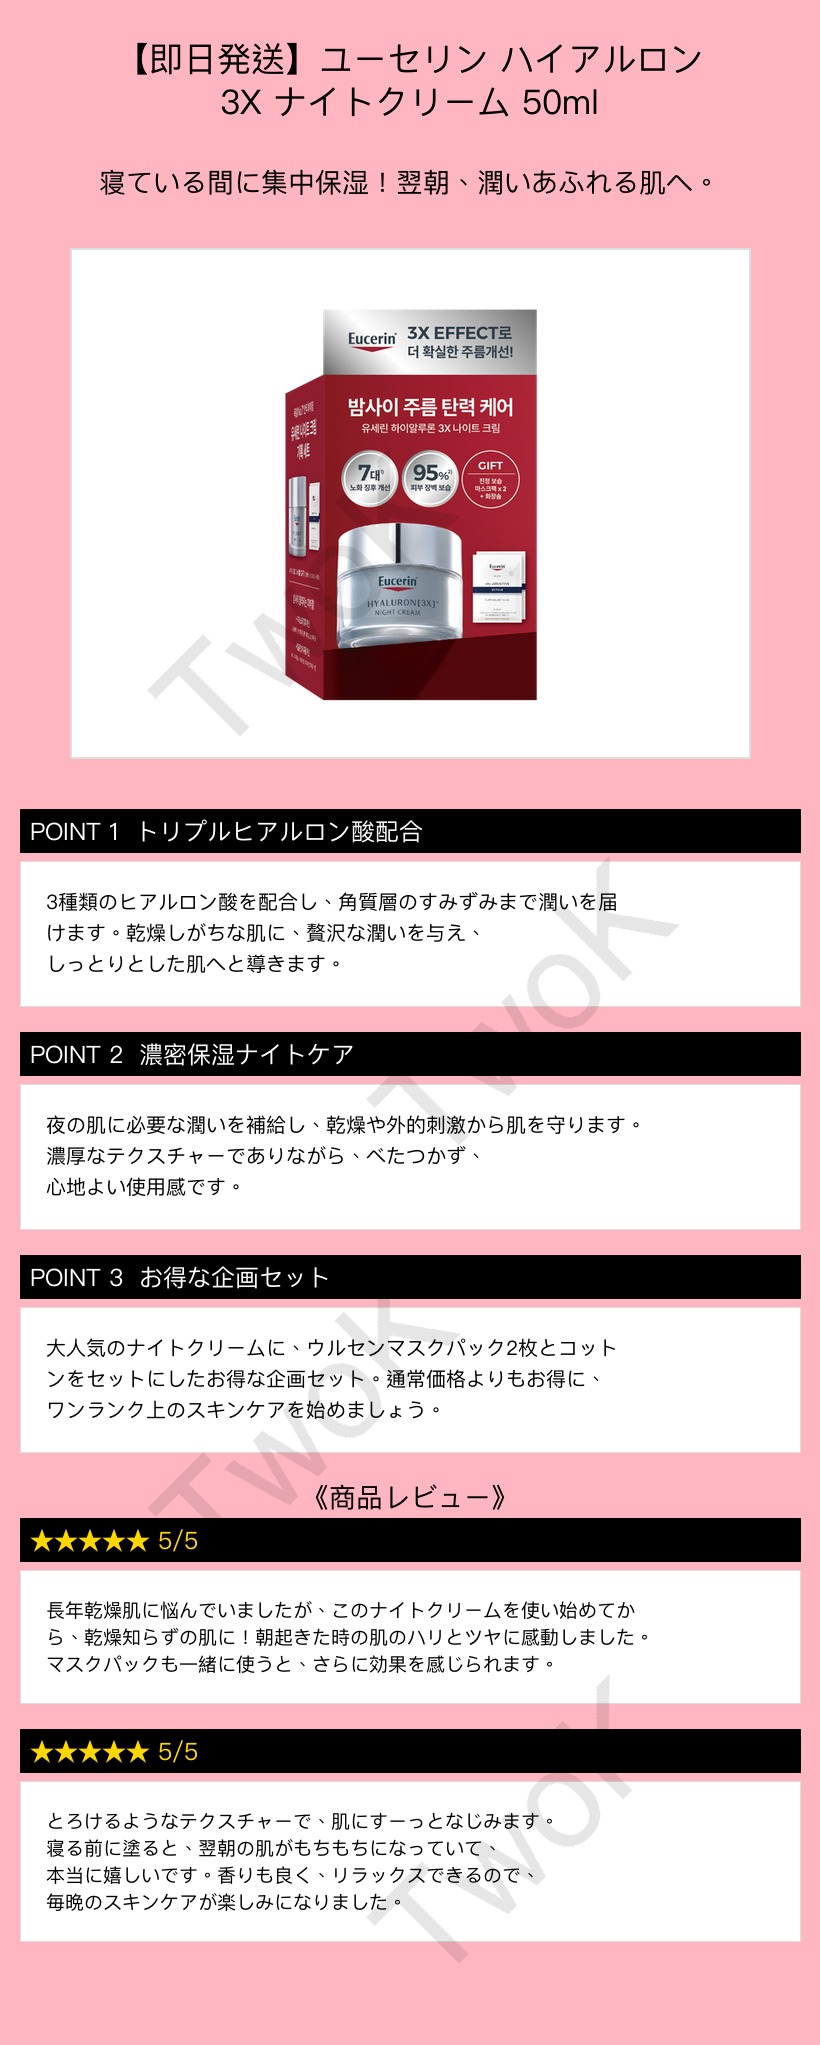 【即日発送】ユーセリン ハイアルロン
3X ナイトクリーム 50ml
寝ている間に集中保湿！翌朝、潤いあふれる肌へ。
Eucerin
3X EFFECT로
더 확실한 주름개선!
밤사이 주름 탄력 케어
유세린 하이알루론 3X 나이트 크림
7대¹⁾
노화 징후 개선
95%²⁾
피부 장벽 보습
GIFT
진정 보습
마스크팩 x 2
+ 화장솜
Eucerin
HYALURON[3X]
NIGHT CREAM
Eucerin
TwoK
POINT 1 トリプルヒアルロン酸配合
3種類のヒアルロン酸を配合し、角質層のすみずみまで潤いを届
けます。乾燥しがちな肌に、贅沢な潤いを与え、
しっとりとした肌へと導きます。
TwoK
POINT 2 濃密保湿ナイトケア
夜の肌に必要な潤いを補給し、乾燥や外的刺激から肌を守ります。
濃厚なテクスチャーでありながら、べたつかず、
心地よい使用感です。
POINT 3 お得な企画セット
大人気のナイトクリームに、ウルセンマスクパック2枚とコット
ンをセットにしたお得な企画セット。通常価格よりもお得に、
ワンランク上のスキンケアを始めましょう。
TwoK
《商品レビュー》
★★★★★ 5/5
長年乾燥肌に悩んでいましたが、このナイトクリームを使い始めてか
ら、乾燥知らずの肌に！朝起きた時の肌のハリとツヤに感動しました。
マスクパックも一緒に使うと、さらに効果を感じられます。
★★★★★ 5/5
とろけるようなテクスチャーで、肌にすーっとなじみます。
寝る前に塗ると、翌朝の肌がもちもちになっていて、
本当に嬉しいです。香りも良く、リラックスできるので、
毎晩のスキンケアが楽しみになりました。
TwoK